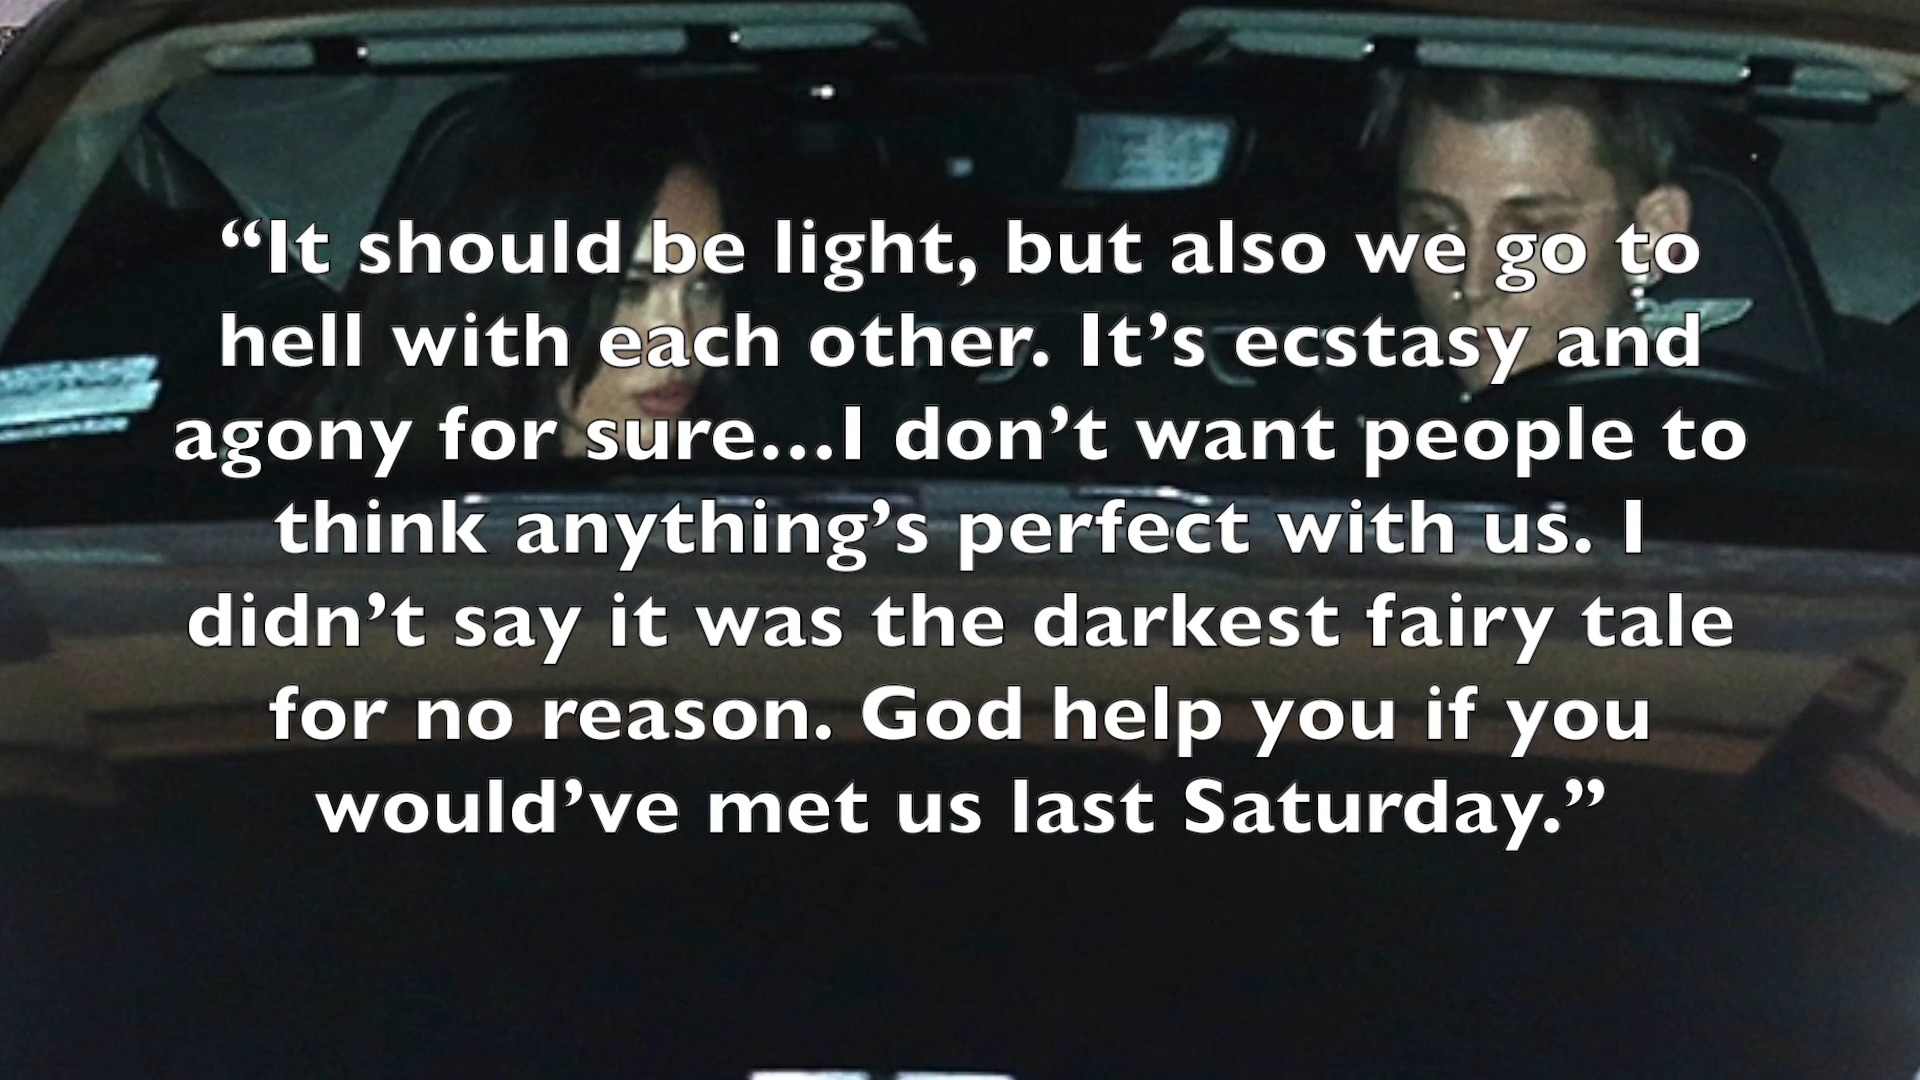 “It should be light, but also we go to
hell with each other. It’s ecstasy and
agony for sure…I don’t want people to
think anything’s perfect with us. I
didn’t say it was the darkest fairy tale
for no reason. God help you if you
would’ve met us last Saturday.”